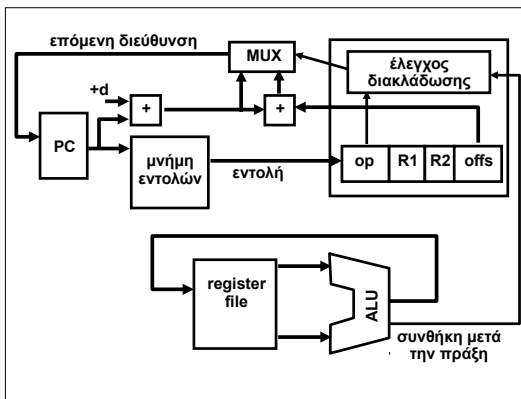 επόμενη διεύθυνση
MUX
έλεγχος
διακλάδωσης
+d
+
+
PC
μνήμη
εντολών
εντολή
op R1 R2 offs
register
file
ALU
συνθήκη μετά
την πράξη